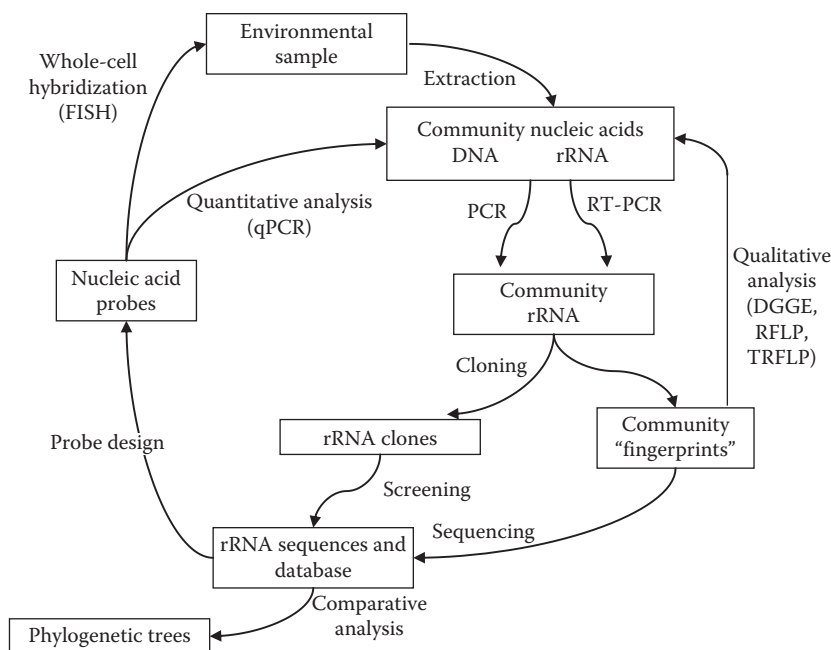 Environmental
sample
Whole-cell
hybridization
(FISH)
Extraction
Community nucleic acids
DNA rRNA
Quantitative analysis
(qPCR)
PCR
RT-PCR
Nucleic acid
probes
Community
rRNA
Qualitative
analysis
(DGGE,
RFLP,
TRFLP)
Cloning
rRNA clones
Community
“fingerprints”
Probe design
Screening
Sequencing
rRNA sequences and
database
Comparative
analysis
Phylogenetic trees